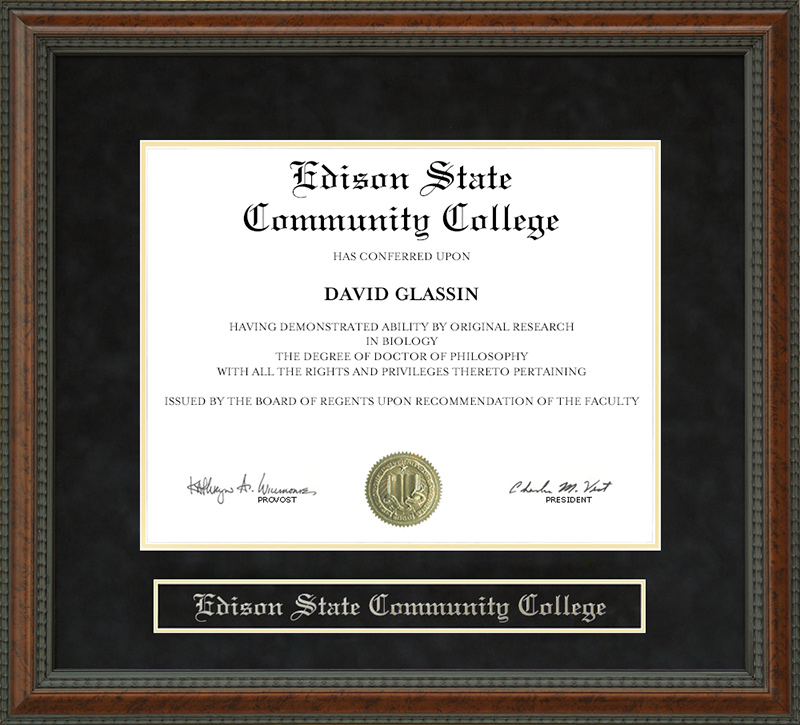 Edison State
Community College
HAS CONFERRED UPON
DAVID GLASSIN
HAVING DEMONSTRATED ABILITY BY ORIGINAL RESEARCH
IN BIOLOGY
THE DEGREE OF DOCTOR OF PHILOSOPHY
WITH ALL THE RIGHTS AND PRIVILEGES THERETO PERTAINING
ISSUED BY THE BOARD OF REGENTS UPON RECOMMENDATION OF THE FACULTY
Charles M. Vest
PROVOST
PRESIDENT
Edison State Community College